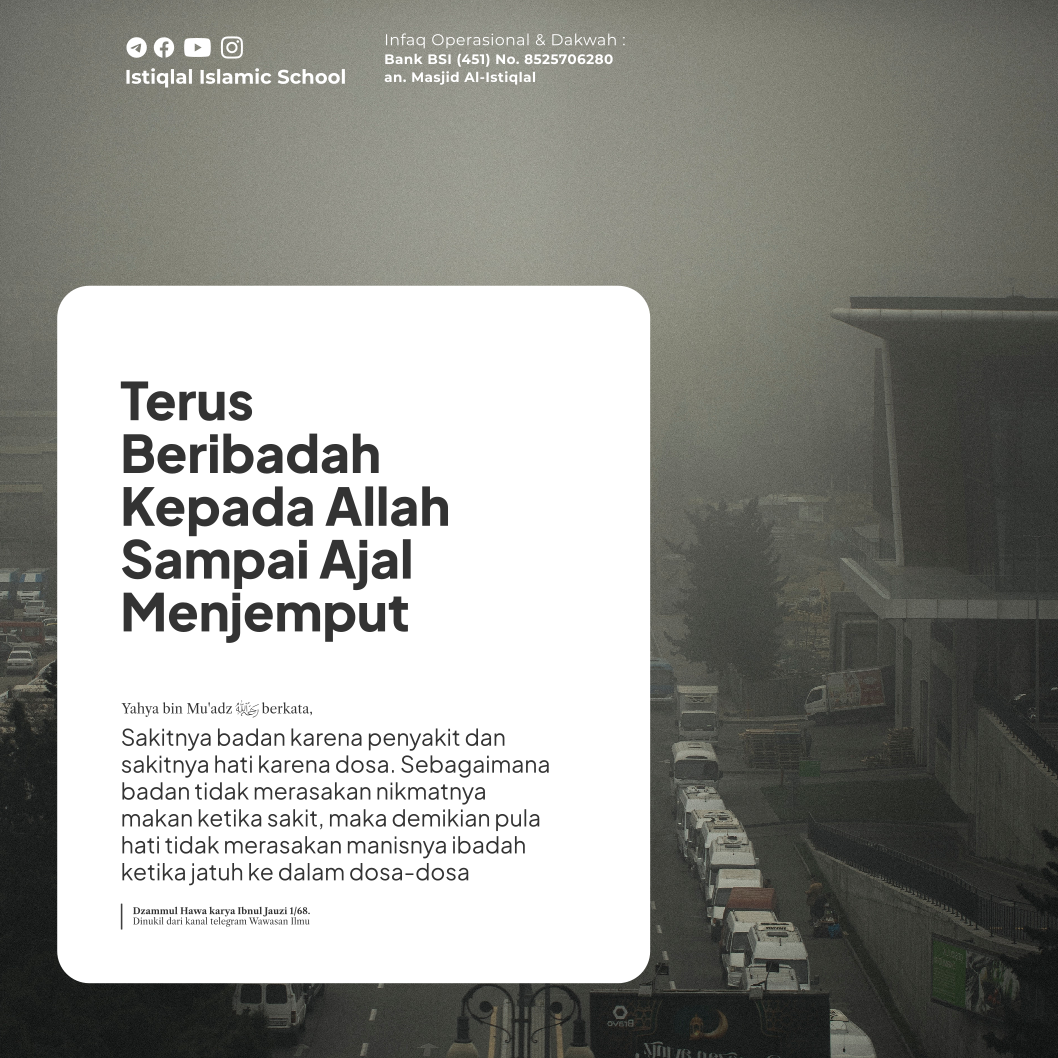 Istiqlal Islamic School
Infaq Operasional & Dakwah :
Bank BSI (451) No. 8525706280
an. Masjid Al-Istiqlal
Terus
Beribadah
Kepada Allah
Sampai Ajal
Menjemput
Yahya bin Mu'adz berkata,
Sakitnya badan karena penyakit dan
sakitnya hati karena dosa. Sebagaimana
badan tidak merasakan nikmatnya
makan ketika sakit, maka demikian pula
hati tidak merasakan manisnya ibadah
ketika jatuh ke dalam dosa-dosa
Dzammul Hawa karya Ibnul Jauzi 1/68.
Dinukil dari kanal telegram Wawasan Ilmu
Bravo